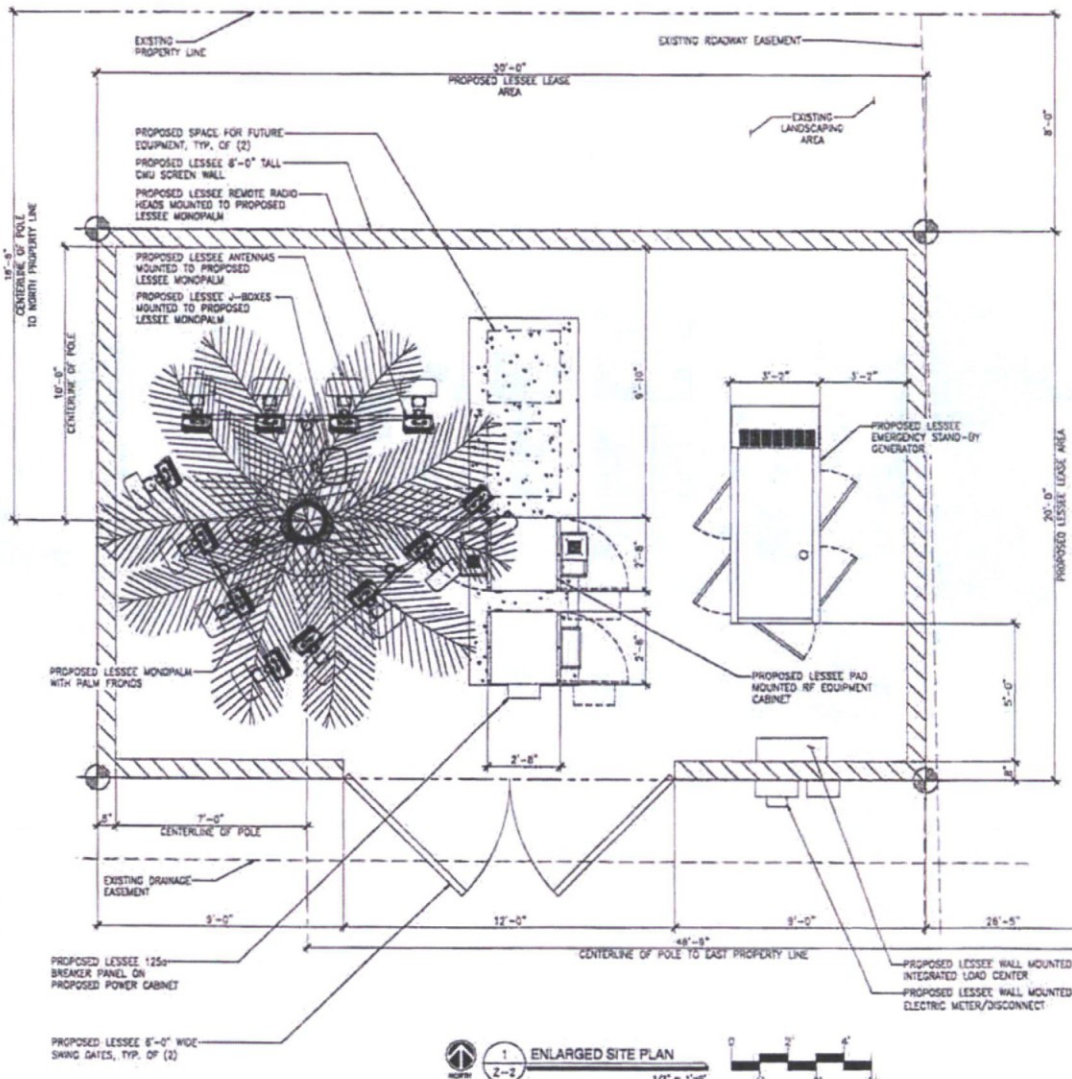 EXISTING
PROPERTY LINE
EXISTING ROADWAY EASEMENT
30'-0"
PROPOSED LESSEE LEASE
AREA
EXISTING
LANDSCAPING
AREA
8'-0"
PROPOSED SPACE FOR FUTURE
EQUIPMENT, TYP. OF (2)
PROPOSED LESSEE 8'-0" TALL
CMU SCREEN WALL
PROPOSED LESSEE REMOTE RADIO
HEADS MOUNTED TO PROPOSED
LESSEE MONOPALM
CENTERLINE OF POLE
TO NORTH PROPERTY LINE
PROPOSED LESSEE ANTENNAS
MOUNTED TO PROPOSED
LESSEE MONOPALM
PROPOSED LESSEE J-BOXES
MOUNTED TO PROPOSED
LESSEE MONOPALM
10'-0"
CENTERLINE OF POLE
9'-10"
3'-2"
3'-2"
PROPOSED LESSEE
EMERGENCY STAND-BY
GENERATOR
20'-0"
PROPOSED LESSEE LEASE AREA
2'-8"
2'-8"
PROPOSED LESSEE MONOPALM
WITH PALM FRONDS
PROPOSED LESSEE PAD
MOUNTED RF EQUIPMENT
CABINET
5'-0"
2'-8"
8"
8"
7'-0"
CENTERLINE OF POLE
EXISTING DRAINAGE
EASEMENT
9'-0"
12'-0"
9'-0"
26'-5"
CENTERLINE OF POLE TO EAST PROPERTY LINE
PROPOSED LESSEE
BREAKER PANEL ON
PROPOSED POWER CABINET
PROPOSED LESSEE WALL MOUNTED
INTEGRATED LOAD CENTER
PROPOSED LESSEE WALL MOUNTED
ELECTRIC METER/DISCONNECT
PROPOSED LESSEE 6'-0" WIDE
SWING GATES, TYP. OF (2)
NORTH
1
Z-2
ENLARGED SITE PLAN
0 2' 4'